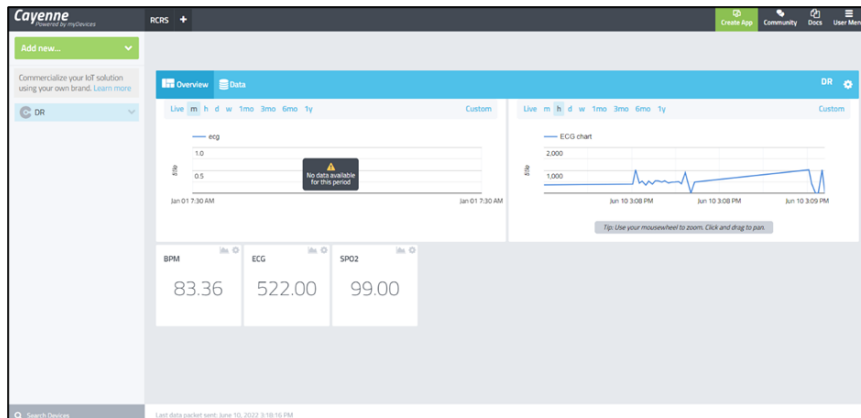 Cayenne
Powered by myDevices
RCRS +
Create App
Community
Docs
User Men
Add new...
Commercialize your IoT solution
using your own brand. Learn more
DR
Overview
Data
DR
Live m h d w 1mo 3mo 6mo 1y
Custom
ecg
1.0
0.5
No data available
for this period
Jan 01 7:30 AM
Jan 01 7:30 AM
Live m h d w 1mo 3mo 6mo 1y
Custom
ECG chart
2,000
1,000
Jun 10 3:08 PM
Jun 10 3:08 PM
Jun 10 3:09 PM
Tip: Use your mousewheel to zoom. Click and drag to pan.
BPM
83.36
ECG
522.00
SPO2
99.00
Search Devices
Last data packet sent: June 10, 2022 3:18:16 PM